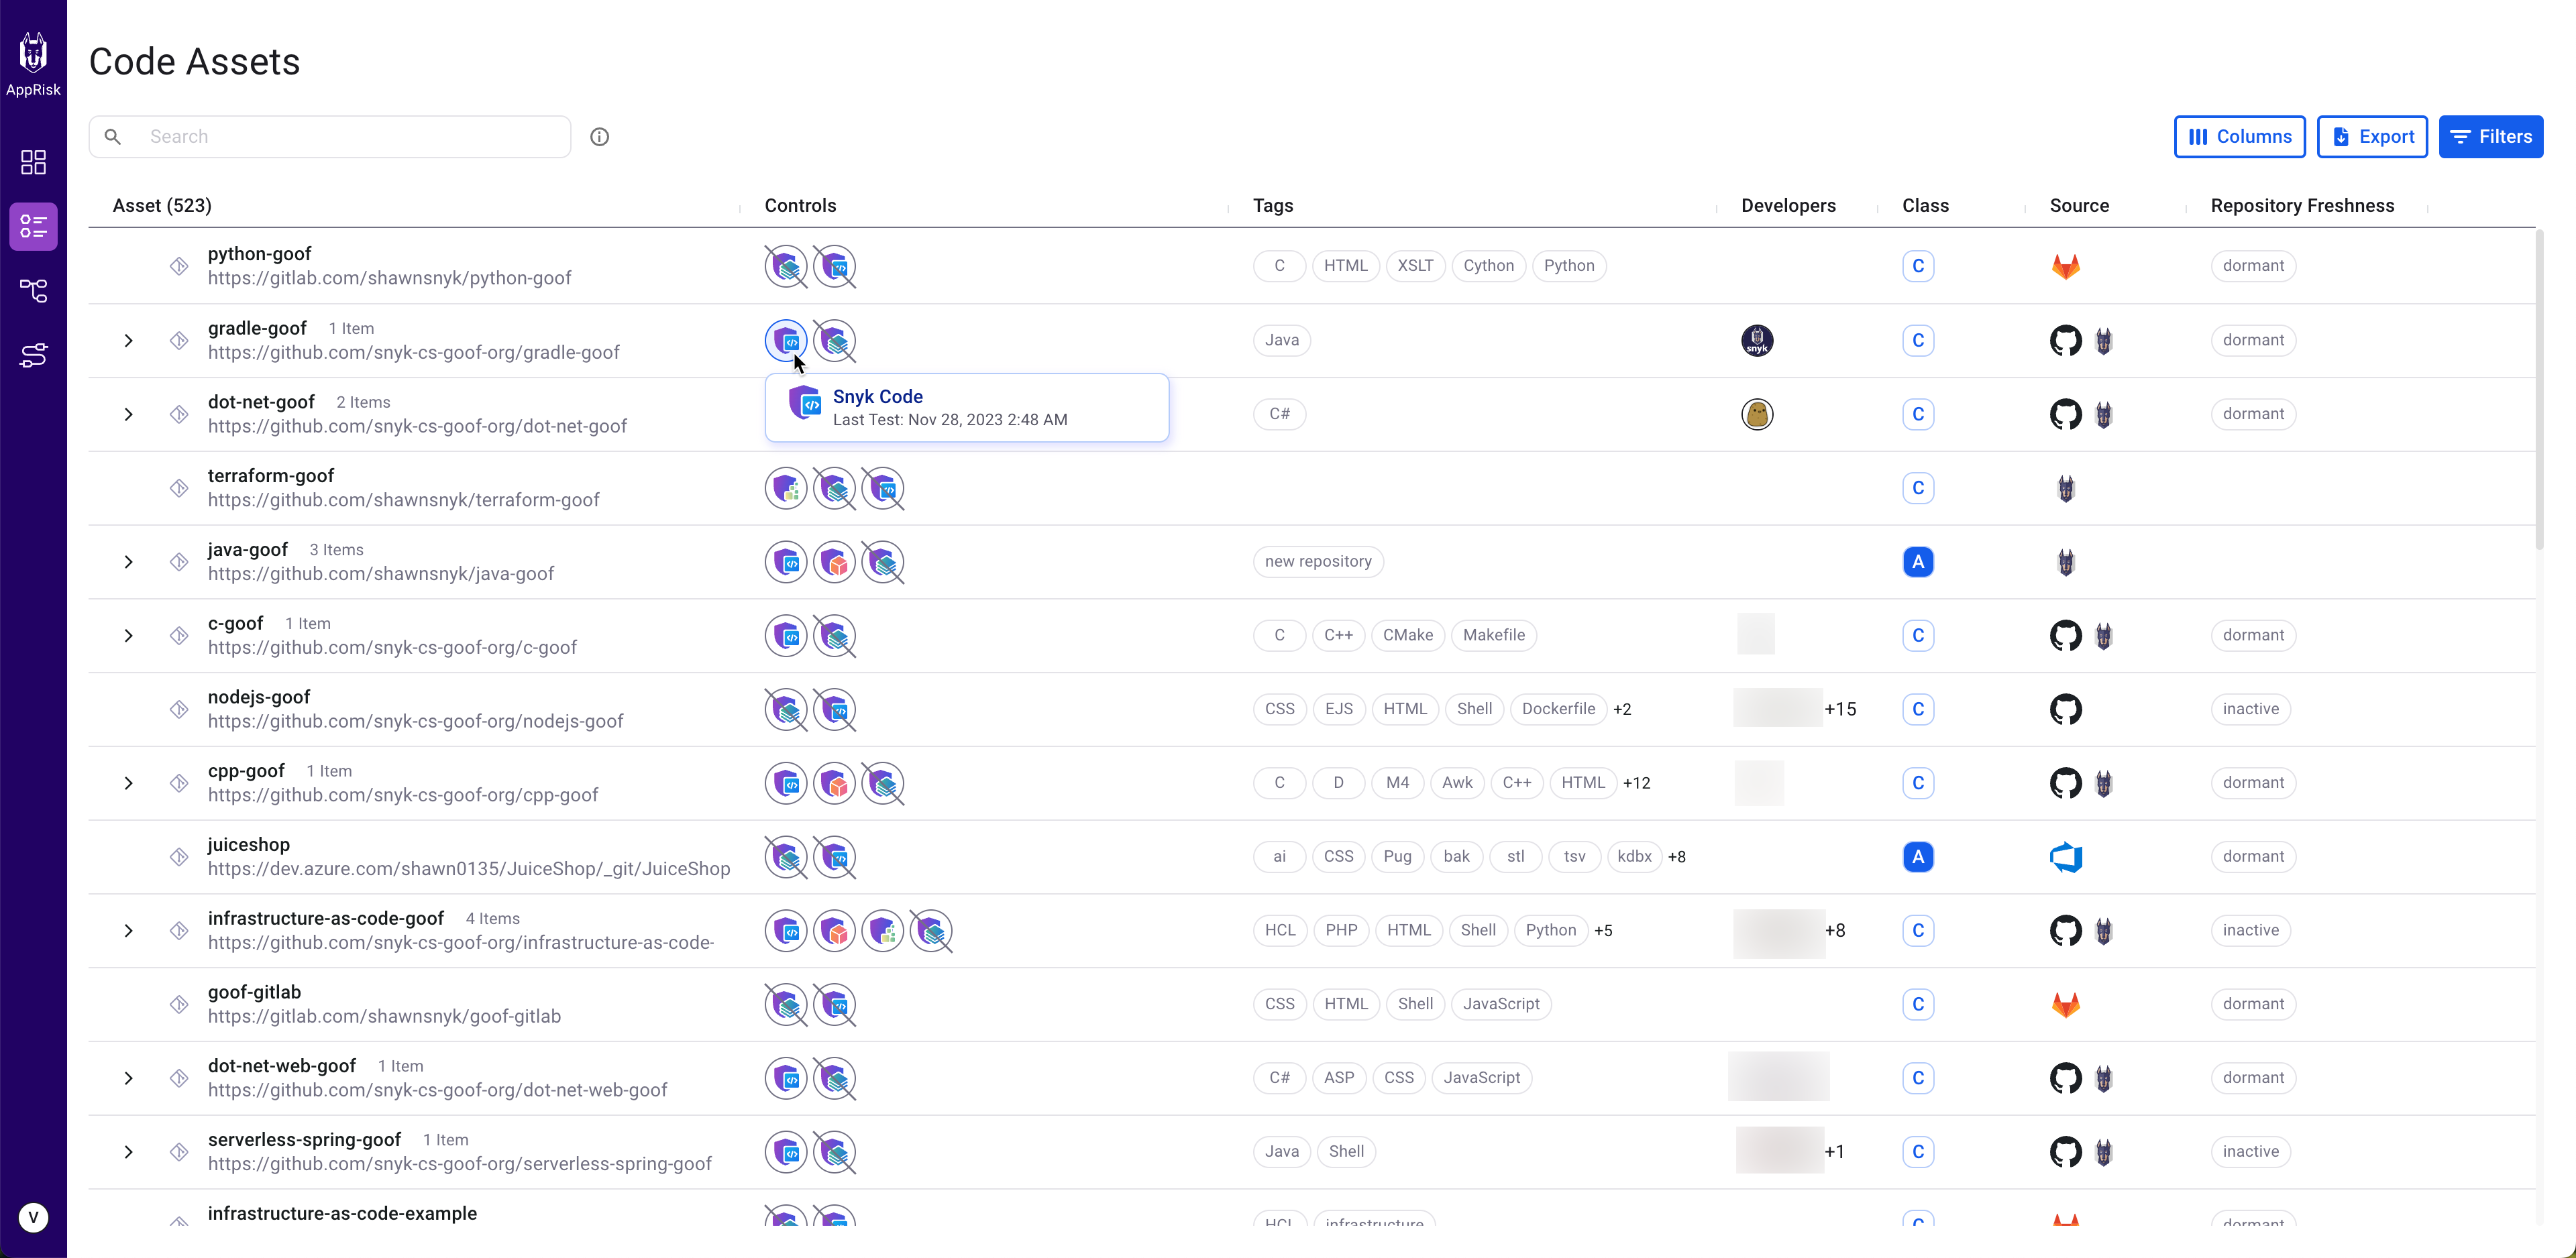 AppRisk
Code Assets
Search
Columns Export Filters
Asset (523) Controls Tags Developers Class Source Repository Freshness
python-goof
https://gitlab.com/shawnsnyk/python-goof
C HTML XSLT Cython Python C dormant
gradle-goof 1 Item
https://github.com/snyk-cs-goof-org/gradle-goof
Java snyk C dormant
Snyk Code
Last Test: Nov 28, 2023 2:48 AM
dot-net-goof 2 Items
https://github.com/snyk-cs-goof-org/dot-net-goof
C# C dormant
terraform-goof
https://github.com/shawnsnyk/terraform-goof
C
java-goof 3 Items
https://github.com/shawnsnyk/java-goof
new repository A
c-goof 1 Item
https://github.com/snyk-cs-goof-org/c-goof
C C++ CMake Makefile C dormant
nodejs-goof
https://github.com/snyk-cs-goof-org/nodejs-goof
CSS EJS HTML Shell Dockerfile +2 +15 C inactive
cpp-goof 1 Item
https://github.com/snyk-cs-goof-org/cpp-goof
C D M4 Awk C++ HTML +12 C dormant
juiceshop
https://dev.azure.com/shawn0135/JuiceShop/_git/JuiceShop
ai CSS Pug bak stl tsv kdbx +8 A dormant
infrastructure-as-code-goof 4 Items
https://github.com/snyk-cs-goof-org/infrastructure-as-code-
HCL PHP HTML Shell Python +5 +8 C inactive
goof-gitlab
https://gitlab.com/shawnsnyk/goof-gitlab
CSS HTML Shell JavaScript C dormant
dot-net-web-goof 1 Item
https://github.com/snyk-cs-goof-org/dot-net-web-goof
C# ASP CSS JavaScript C dormant
serverless-spring-goof 1 Item
https://github.com/snyk-cs-goof-org/serverless-spring-goof
Java Shell +1 C inactive
infrastructure-as-code-example
HCL infrastructure C dormant
V